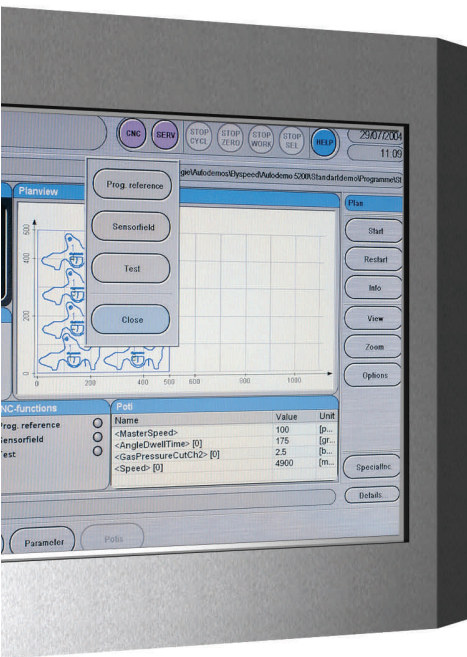 CNC
SERV
STOP CYCL
STOP ZERO
STOP WORK
STOP SEL
HELP
29/07/2004
11.09
gie\Autodemos\Byspeed\Autodemo 5200\Standartdemo\Programme\St
Prog. reference
Sensorfield
Test
Close
Planview
500
400
200
0
0
200
400
500
600
800
1000
Plan
Start
Restart
Info
View
Zoom
Options
SpecialInc.
Details...
NC-functions
Prog. reference
Sensorfield
Test
Poti
Name Value Unit
<MasterSpeed> 100 [p...
<AngleDwellTime> [0] 175 [gr...
<GasPressureCutCh2> [0] 2.5 [b...
<Speed> [0] 4900 [m...
Parameter
Potis